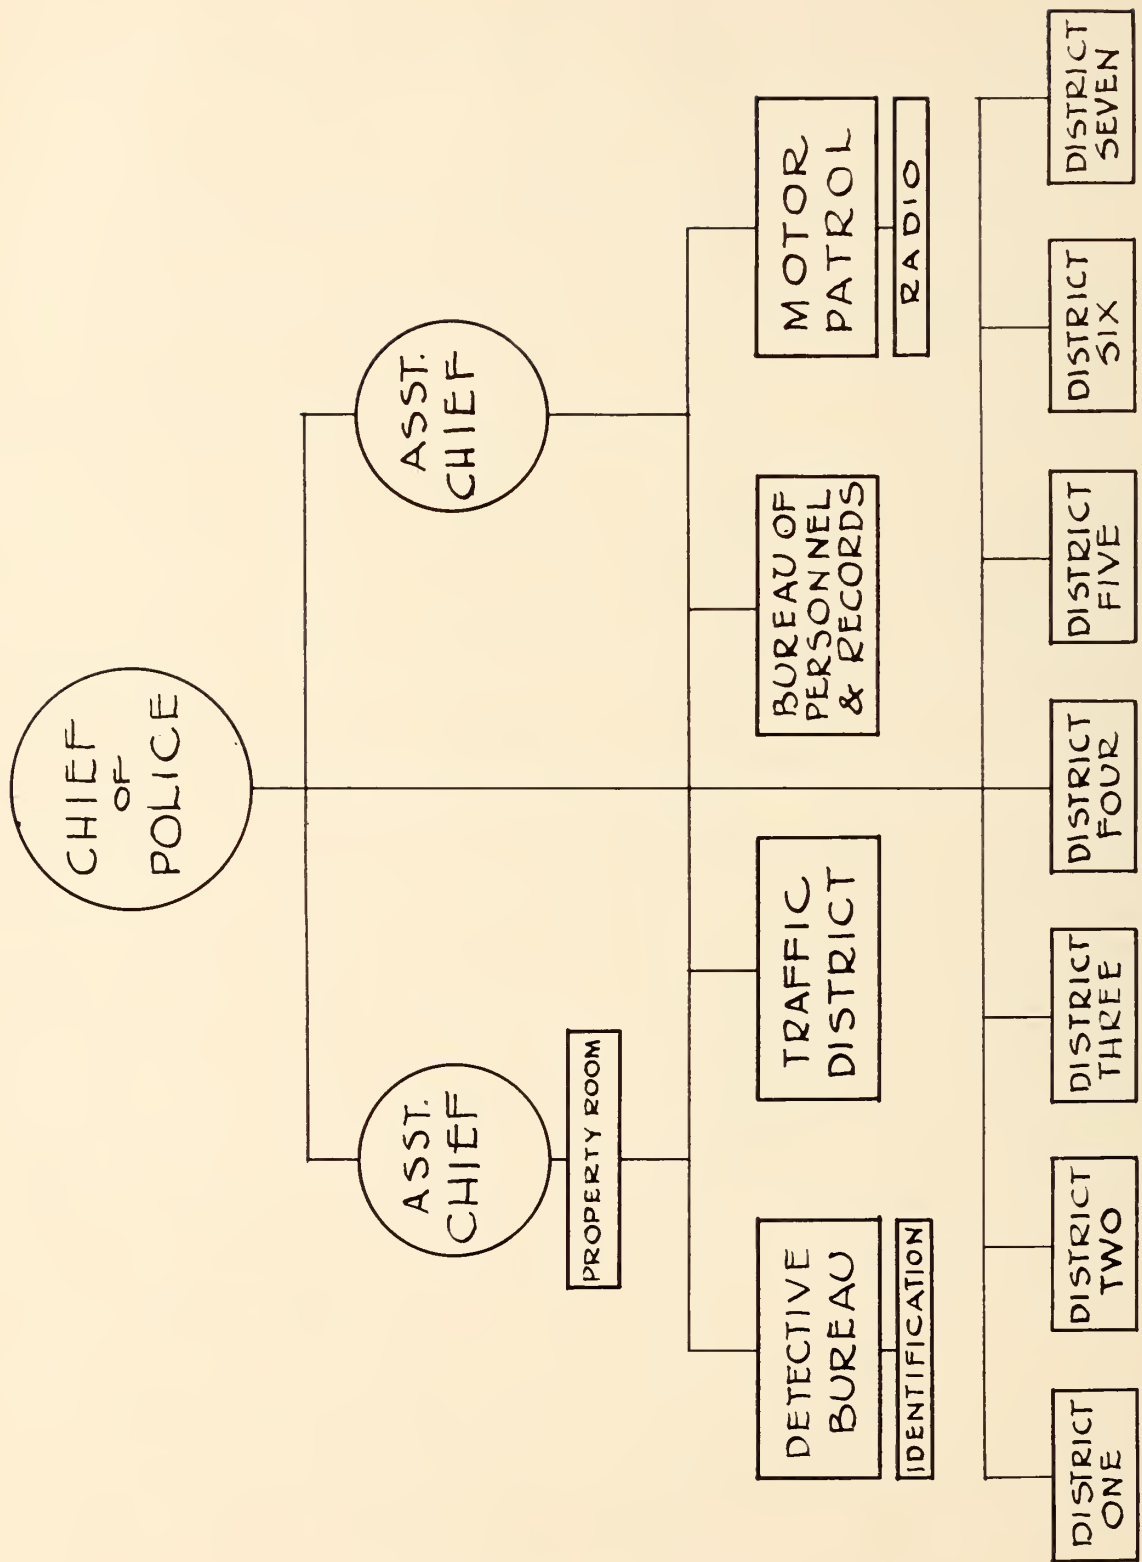 CHIEF
OF
POLICE
ASST.
CHIEF
ASST.
CHIEF
PROPERTY ROOM
DETECTIVE
BUREAU
IDENTIFICATION
TRAFFIC
DISTRICT
BUREAU OF
PERSONNEL
& RECORDS
MOTOR
PATROL
RADIO
DISTRICT
ONE
DISTRICT
TWO
DISTRICT
THREE
DISTRICT
FOUR
DISTRICT
FIVE
DISTRICT
SIX
DISTRICT
SEVEN